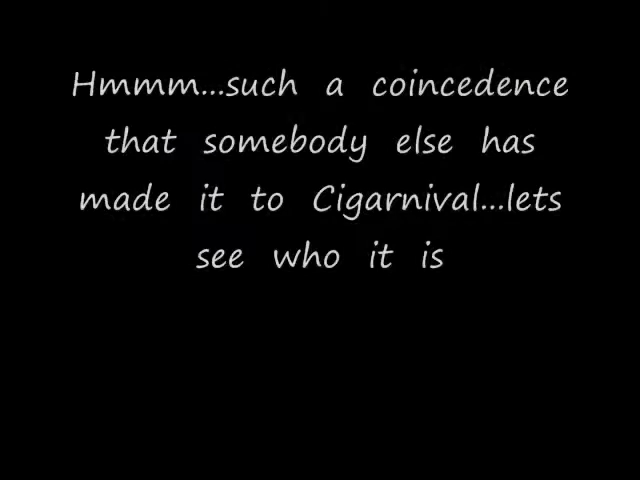 Hmmm...such a coincedence
that somebody else has
made it to Cigarnival...lets
see who it is